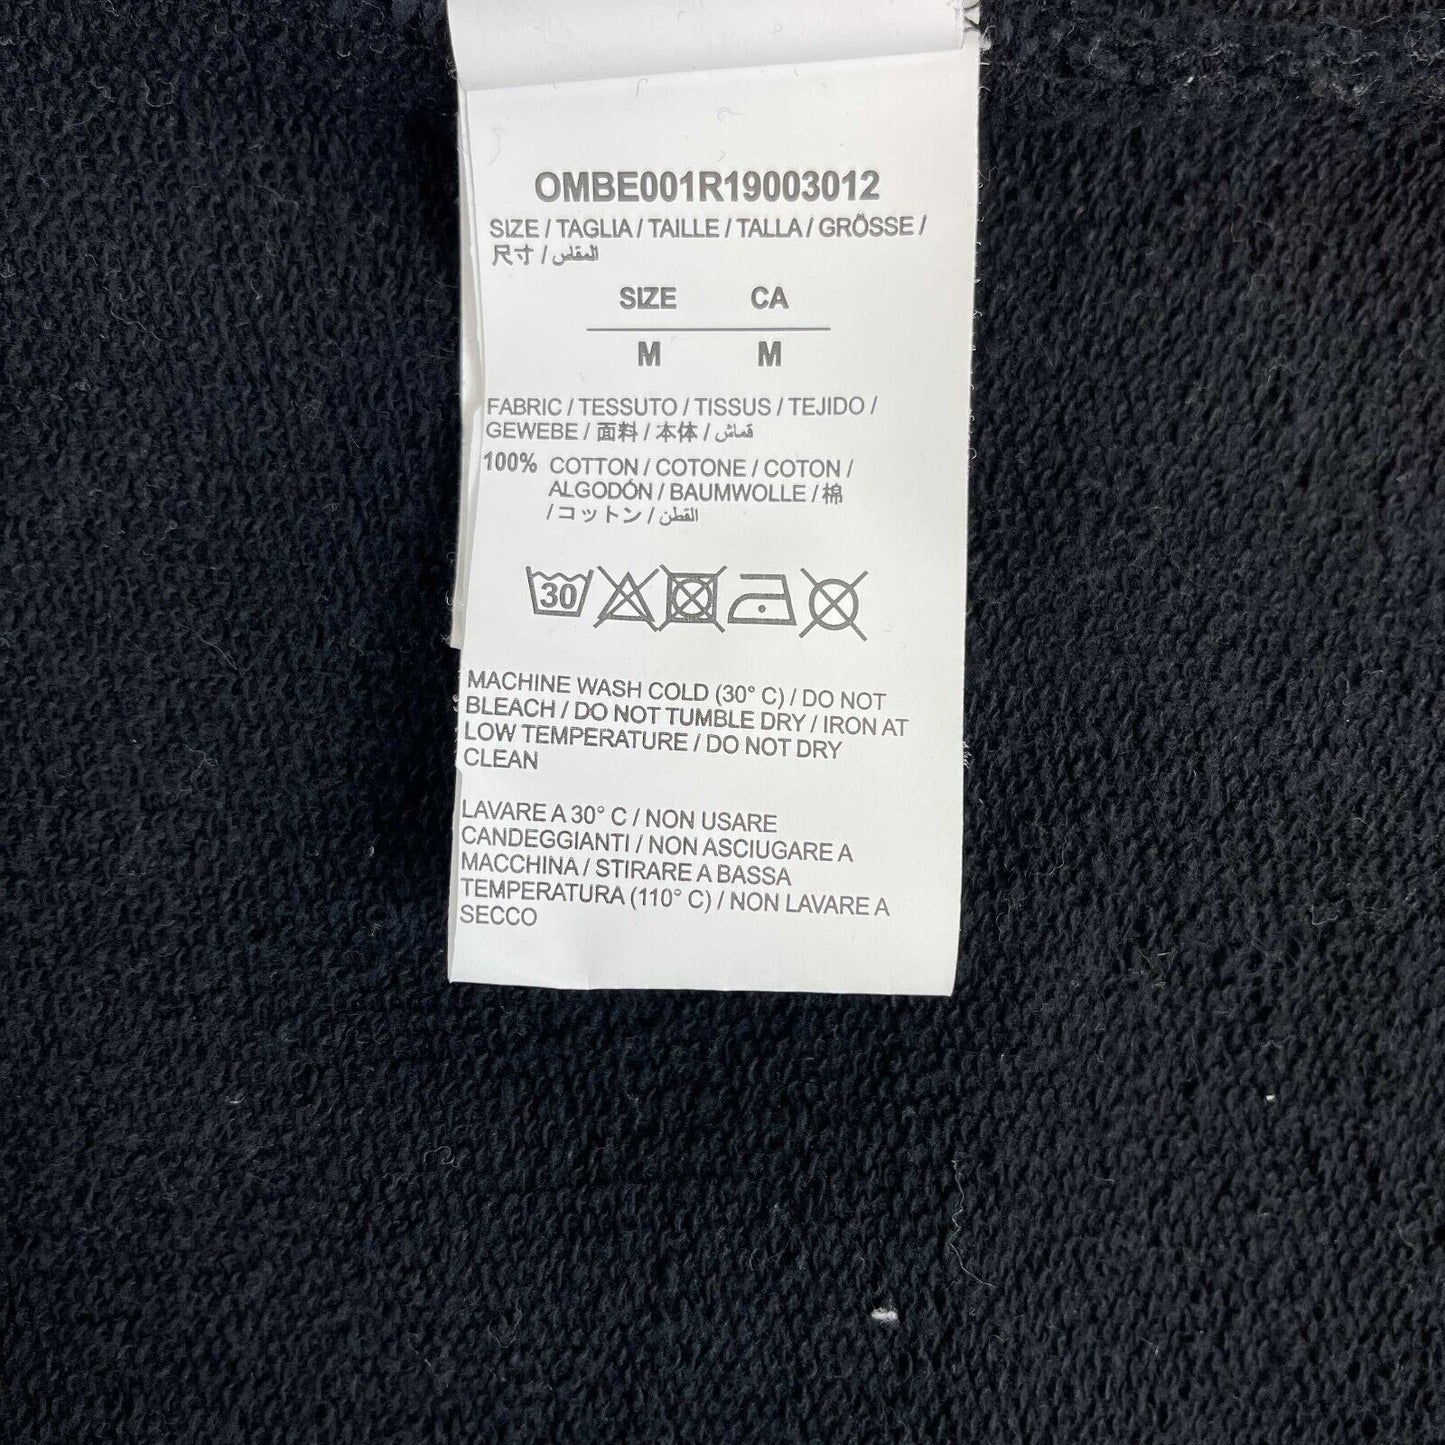 OMBE001R19003012
SIZE / TAGLIA / TAILLE / TALLA / GRÖSSE /
尺寸 / المقاس
SIZE CA
M M
FABRIC / TESSUTO / TISSUS / TEJIDO /
GEWEBE / 面料 / 本体 / قماش
100% COTTON / COTONE / COTON /
ALGODÓN / BAUMWOLLE / 棉
/ コットン / القطن
30
MACHINE WASH COLD (30° C) / DO NOT
BLEACH / DO NOT TUMBLE DRY / IRON AT
LOW TEMPERATURE / DO NOT DRY
CLEAN
LAVARE A 30° C / NON USARE
CANDEGGIANTI / NON ASCIUGARE A
MACCHINA / STIRARE A BASSA
TEMPERATURA (110° C) / NON LAVARE A
SECCO